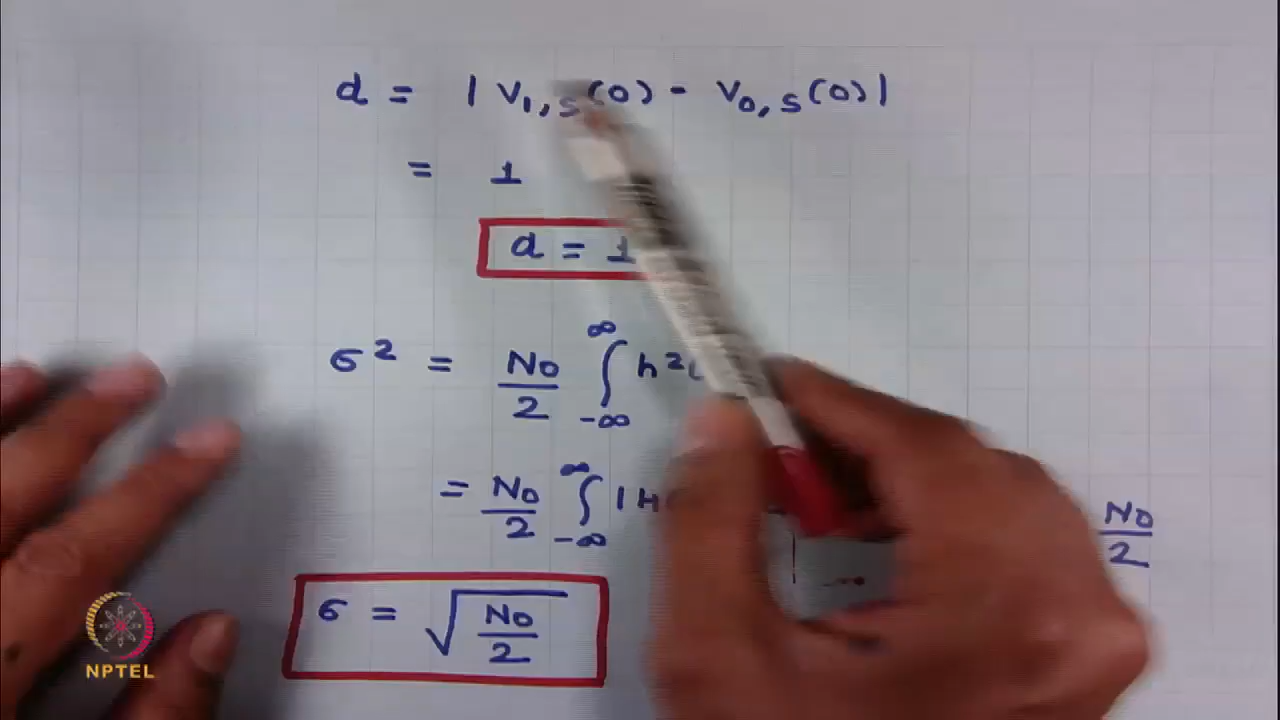 d = | V₁,ₛ(0) - V₀,ₛ(0) |
= 1
d = 1
σ² = N₀/2 ∫_{-∞}^{∞} h²(
= N₀/2 ∫_{-∞}^{∞} |H N₀/2
σ = √(N₀/2)
NPTEL